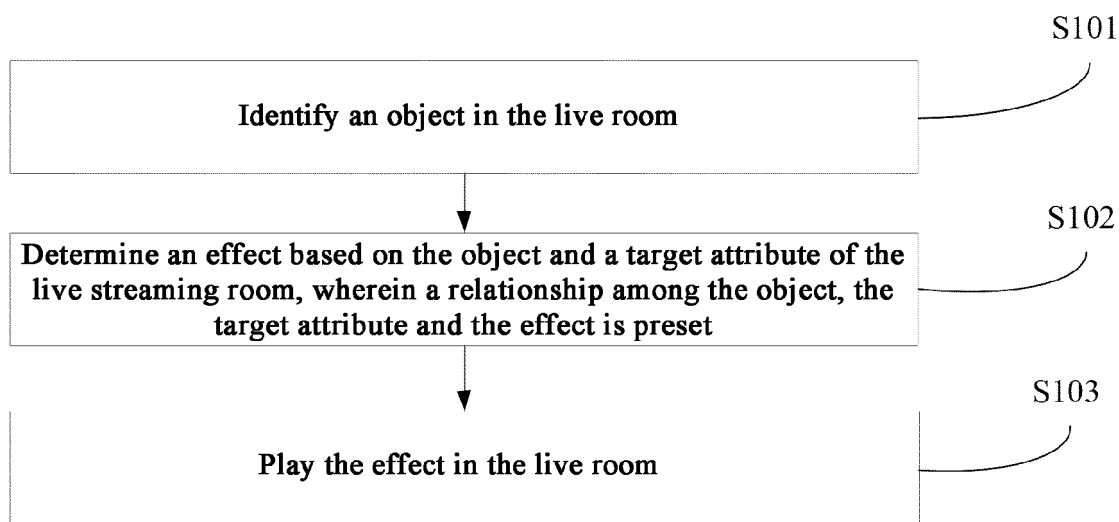 S101
Identify an object in the live room
S102
Determine an effect based on the object and a target attribute of the
live streaming room, wherein a relationship among the object, the
target attribute and the effect is preset
S103
Play the effect in the live room